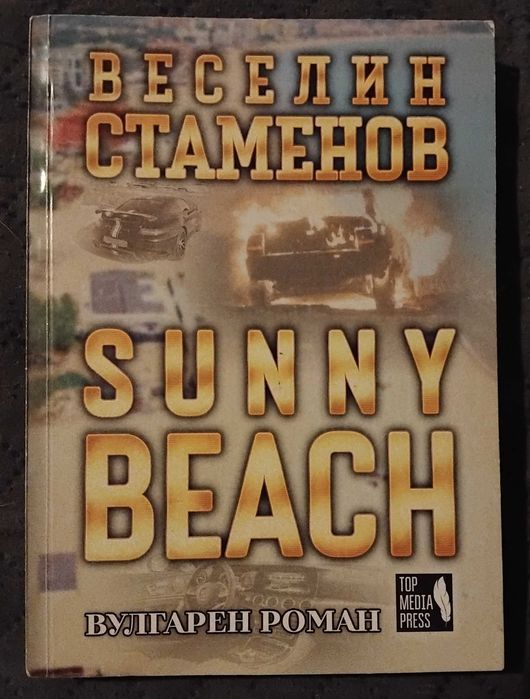 ВЕСЕЛИН
СТАМЕНОВ
SUNNY
BEACH
ВУЛГАРЕН РОМАН
TOP
MEDIA
PRESS